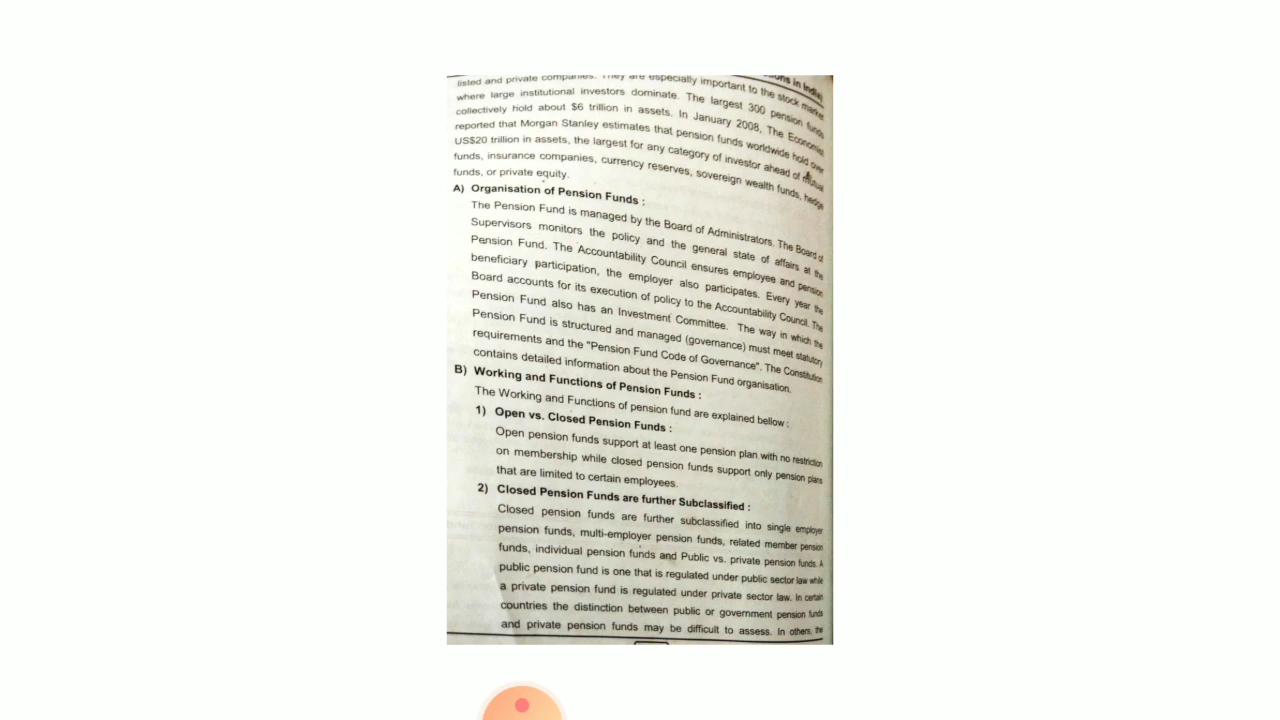 ons in India)
listed and private companies. They are especially important to the stock market
where large institutional investors dominate. The largest 300 pension funds
collectively hold about $6 trillion in assets. In January 2008, The Economist
reported that Morgan Stanley estimates that pension funds worldwide hold over
US$20 trillion in assets, the largest for any category of investor ahead of mutual
funds, insurance companies, currency reserves, sovereign wealth funds, hedge
funds, or private equity.
A) Organisation of Pension Funds :
The Pension Fund is managed by the Board of Administrators. The Board of
Supervisors monitors the policy and the general state of affairs at the
Pension Fund. The Accountability Council ensures employee and pension
beneficiary participation, the employer also participates. Every year the
Board accounts for its execution of policy to the Accountability Council. The
Pension Fund also has an Investment Committee. The way in which the
Pension Fund is structured and managed (governance) must meet statutory
requirements and the "Pension Fund Code of Governance". The Constitution
contains detailed information about the Pension Fund organisation.
B) Working and Functions of Pension Funds :
The Working and Functions of pension fund are explained bellow :
1) Open vs. Closed Pension Funds :
Open pension funds support at least one pension plan with no restriction
on membership while closed pension funds support only pension plans
that are limited to certain employees.
2) Closed Pension Funds are further Subclassified :
Closed pension funds are further subclassified into single employer
pension funds, multi-employer pension funds, related member pension
funds, individual pension funds and Public vs. private pension funds. A
public pension fund is one that is regulated under public sector law while
a private pension fund is regulated under private sector law. In certain
countries the distinction between public or government pension funds
and private pension funds may be difficult to assess. In others, the